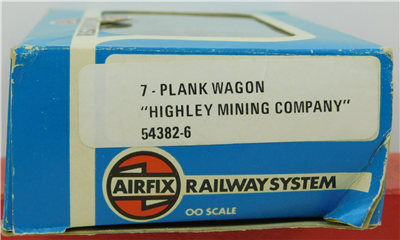 7 - PLANK WAGON
"HIGHLEY MINING COMPANY"
54382-6
AIRFIX RAILWAY SYSTEM
OO SCALE